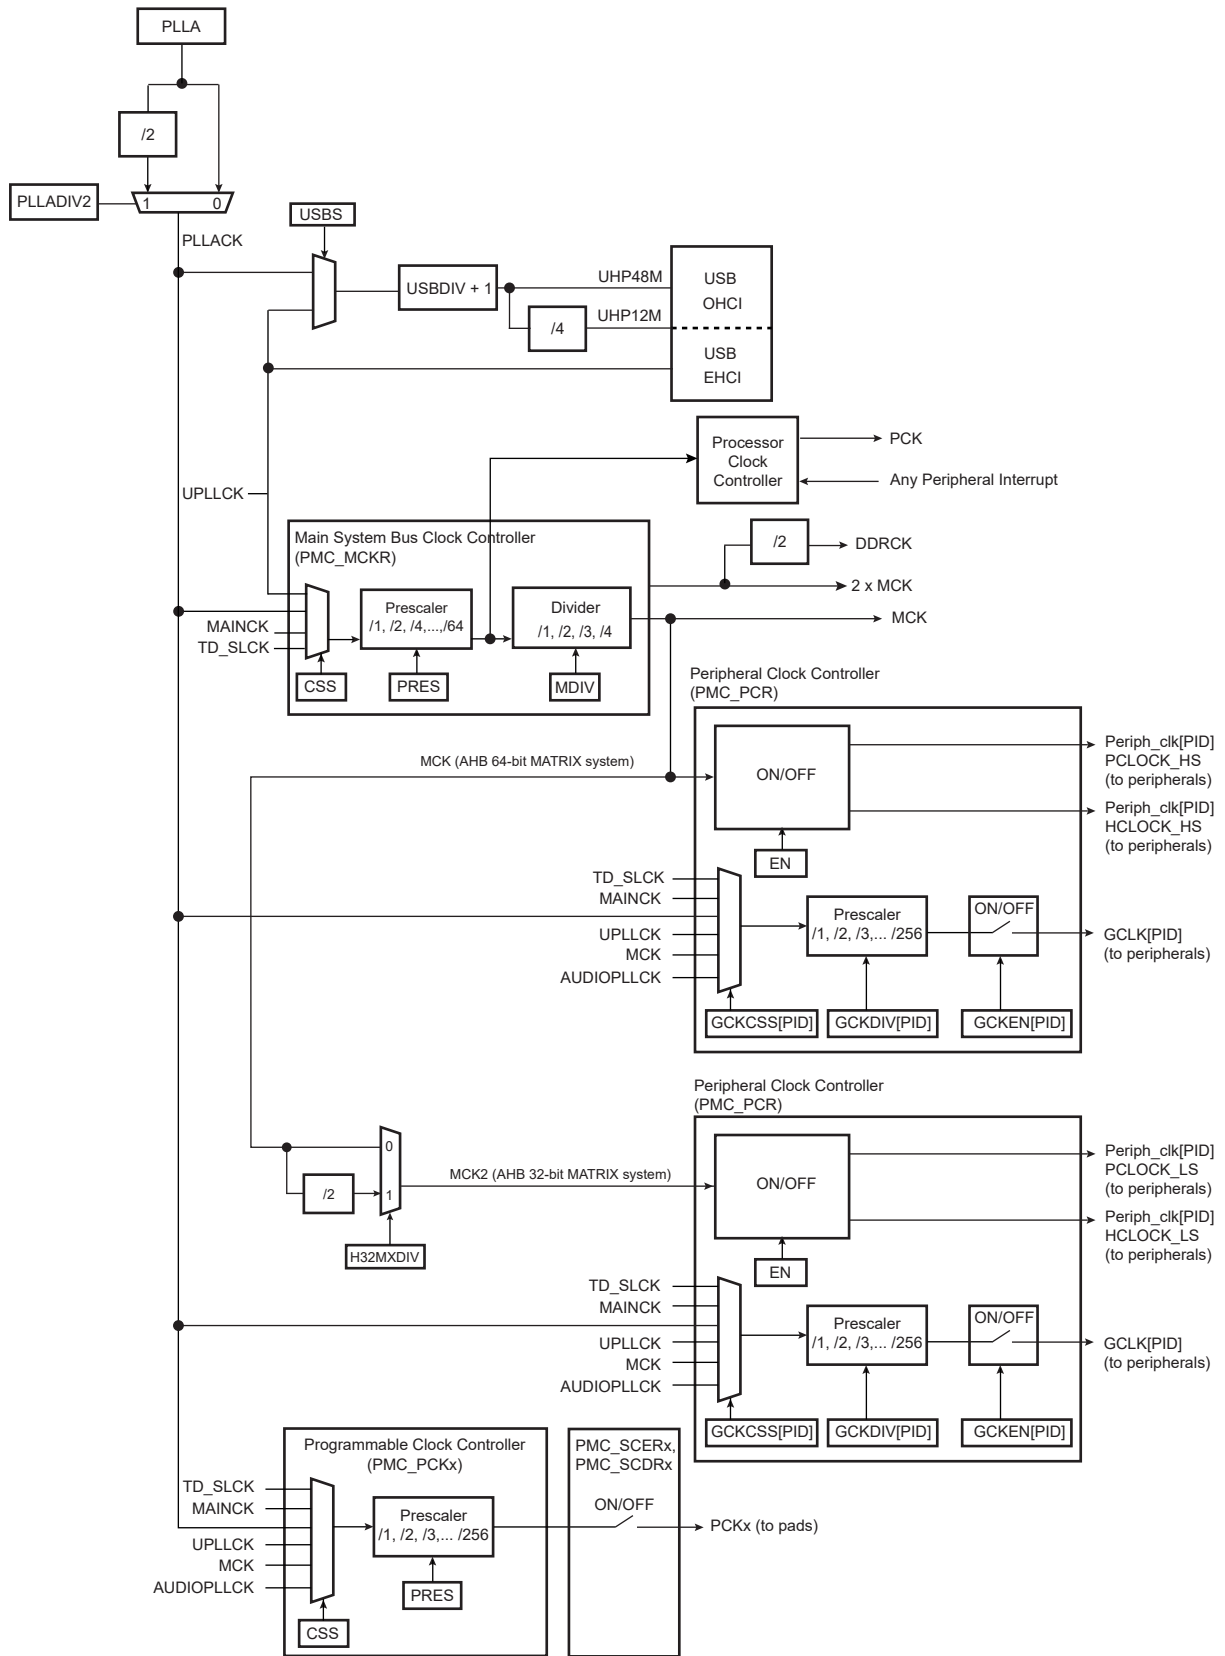 PLLA
/2
PLLADIV2
1
0
PLLACK
USBS
USBDIV + 1
UHP48M
/4
UHP12M
USB
OHCI
USB
EHCI
Processor
Clock
Controller
PCK
Any Peripheral Interrupt
UPLLCK
Main System Bus Clock Controller
(PMC_MCKR)
/2
DDRCK
2 x MCK
MCK
MAINCK
TD_SLCK
Prescaler
/1, /2, /4,...,/64
Divider
/1, /2, /3, /4
CSS
PRES
MDIV
Peripheral Clock Controller
(PMC_PCR)
MCK (AHB 64-bit MATRIX system)
ON/OFF
EN
Periph_clk[PID]
PCLOCK_HS
(to peripherals)
Periph_clk[PID]
HCLOCK_HS
(to peripherals)
TD_SLCK
MAINCK
UPLLCK
MCK
AUDIOPLLCK
Prescaler
/1, /2, /3,... /256
ON/OFF
GCLK[PID]
(to peripherals)
GCKCSS[PID]
GCKDIV[PID]
GCKEN[PID]
Peripheral Clock Controller
(PMC_PCR)
0
/2
1
H32MXDIV
MCK2 (AHB 32-bit MATRIX system)
ON/OFF
EN
Periph_clk[PID]
PCLOCK_LS
(to peripherals)
Periph_clk[PID]
HCLOCK_LS
(to peripherals)
TD_SLCK
MAINCK
UPLLCK
MCK
AUDIOPLLCK
Prescaler
/1, /2, /3,... /256
ON/OFF
GCLK[PID]
(to peripherals)
GCKCSS[PID]
GCKDIV[PID]
GCKEN[PID]
Programmable Clock Controller
(PMC_PCKx)
PMC_SCERx,
PMC_SCDRx
TD_SLCK
MAINCK
UPLLCK
MCK
AUDIOPLLCK
Prescaler
/1, /2, /3,... /256
ON/OFF
PCKx (to pads)
PRES
CSS